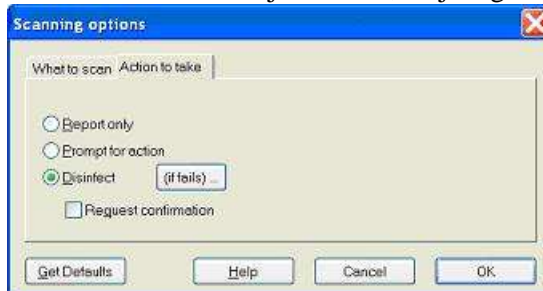 Scanning options
What to scan Action to take
Report only
Prompt for action
Disinfect (if fails) ...
Request confirmation
Get Defaults Help Cancel OK